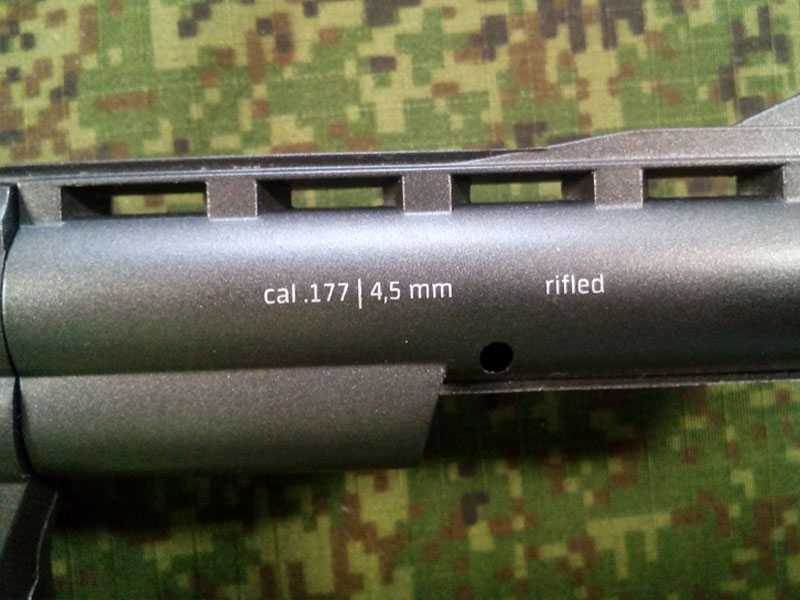 cal .177 | 4,5 mm rifled